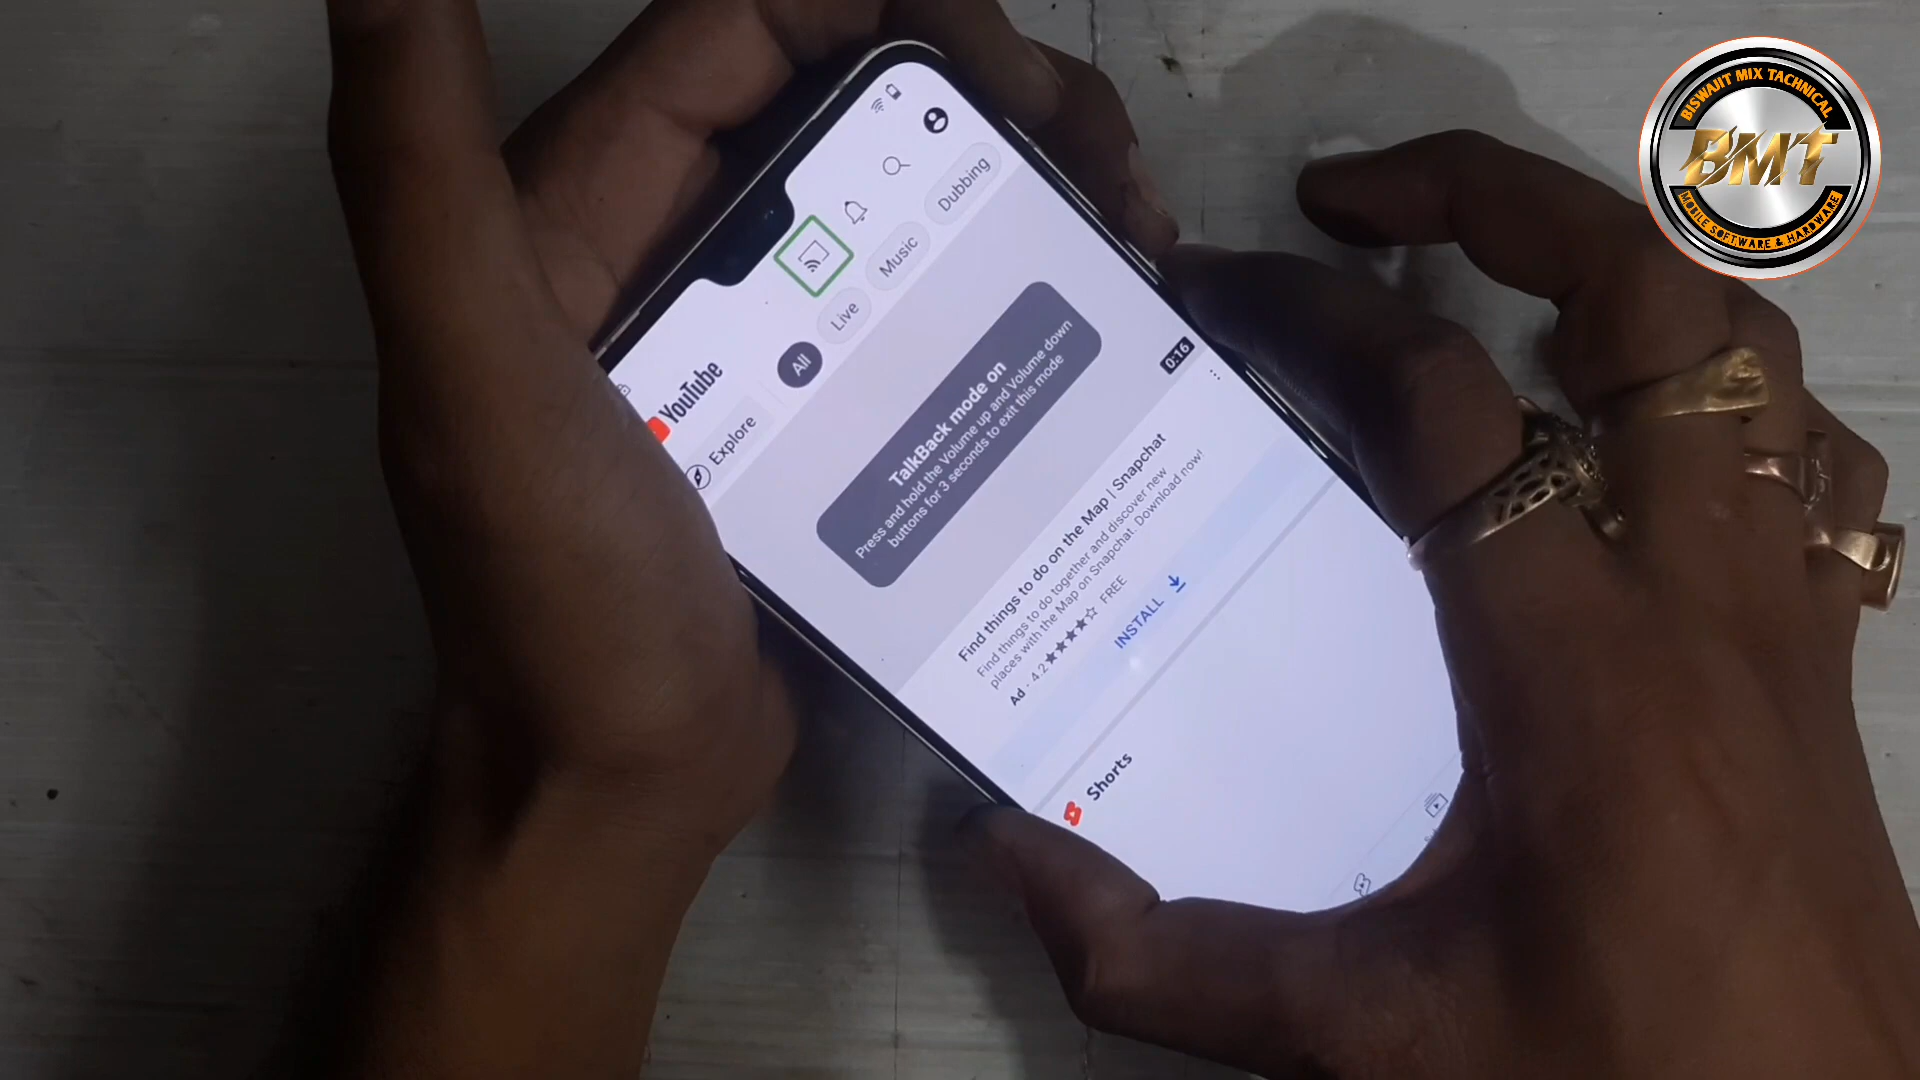 BISWAJIT MIX TACHNICAL
BMT
MOBILE SOFTWARE & HARDWARE
YouTube
Explore
All
Live
Music
Dubbing
TalkBack mode on
Press and hold the Volume up and Volume down
buttons for 3 seconds to exit this mode
0:16
Find things to do on the Map | Snapchat
Find things to do together and discover new
places with the Map on Snapchat. Download now!
Ad · 4.2 ★★★★☆ FREE
INSTALL
Shorts